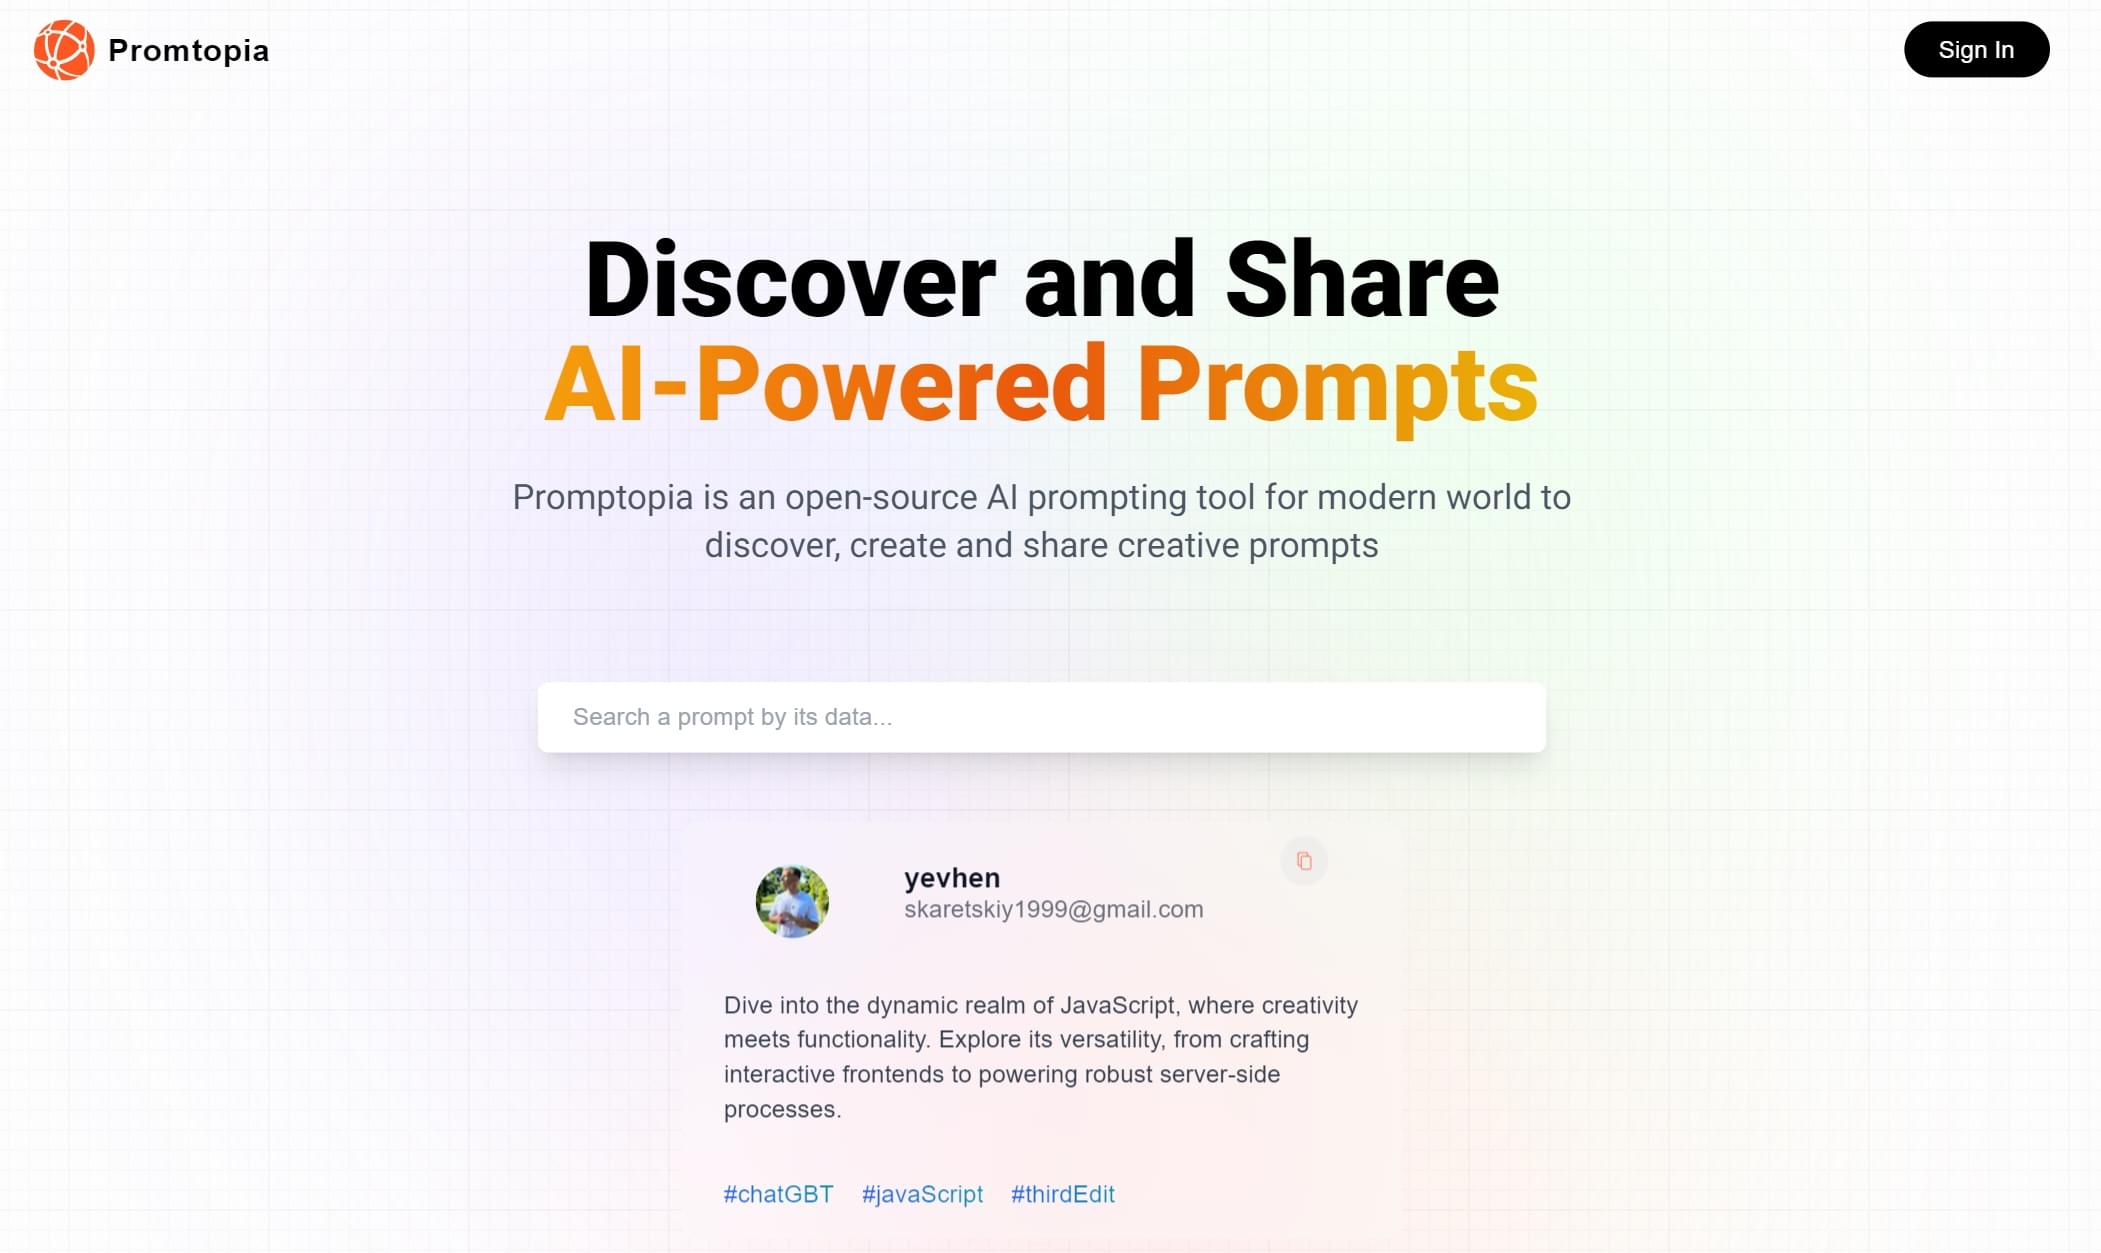 Promtopia
Sign In
Discover and Share
AI-Powered Prompts
Promptopia is an open-source AI prompting tool for modern world to
discover, create and share creative prompts
Search a prompt by its data...
yevhen
skaretskiy1999@gmail.com
Dive into the dynamic realm of JavaScript, where creativity
meets functionality. Explore its versatility, from crafting
interactive frontends to powering robust server-side
processes.
#chatGBT #javaScript #thirdEdit